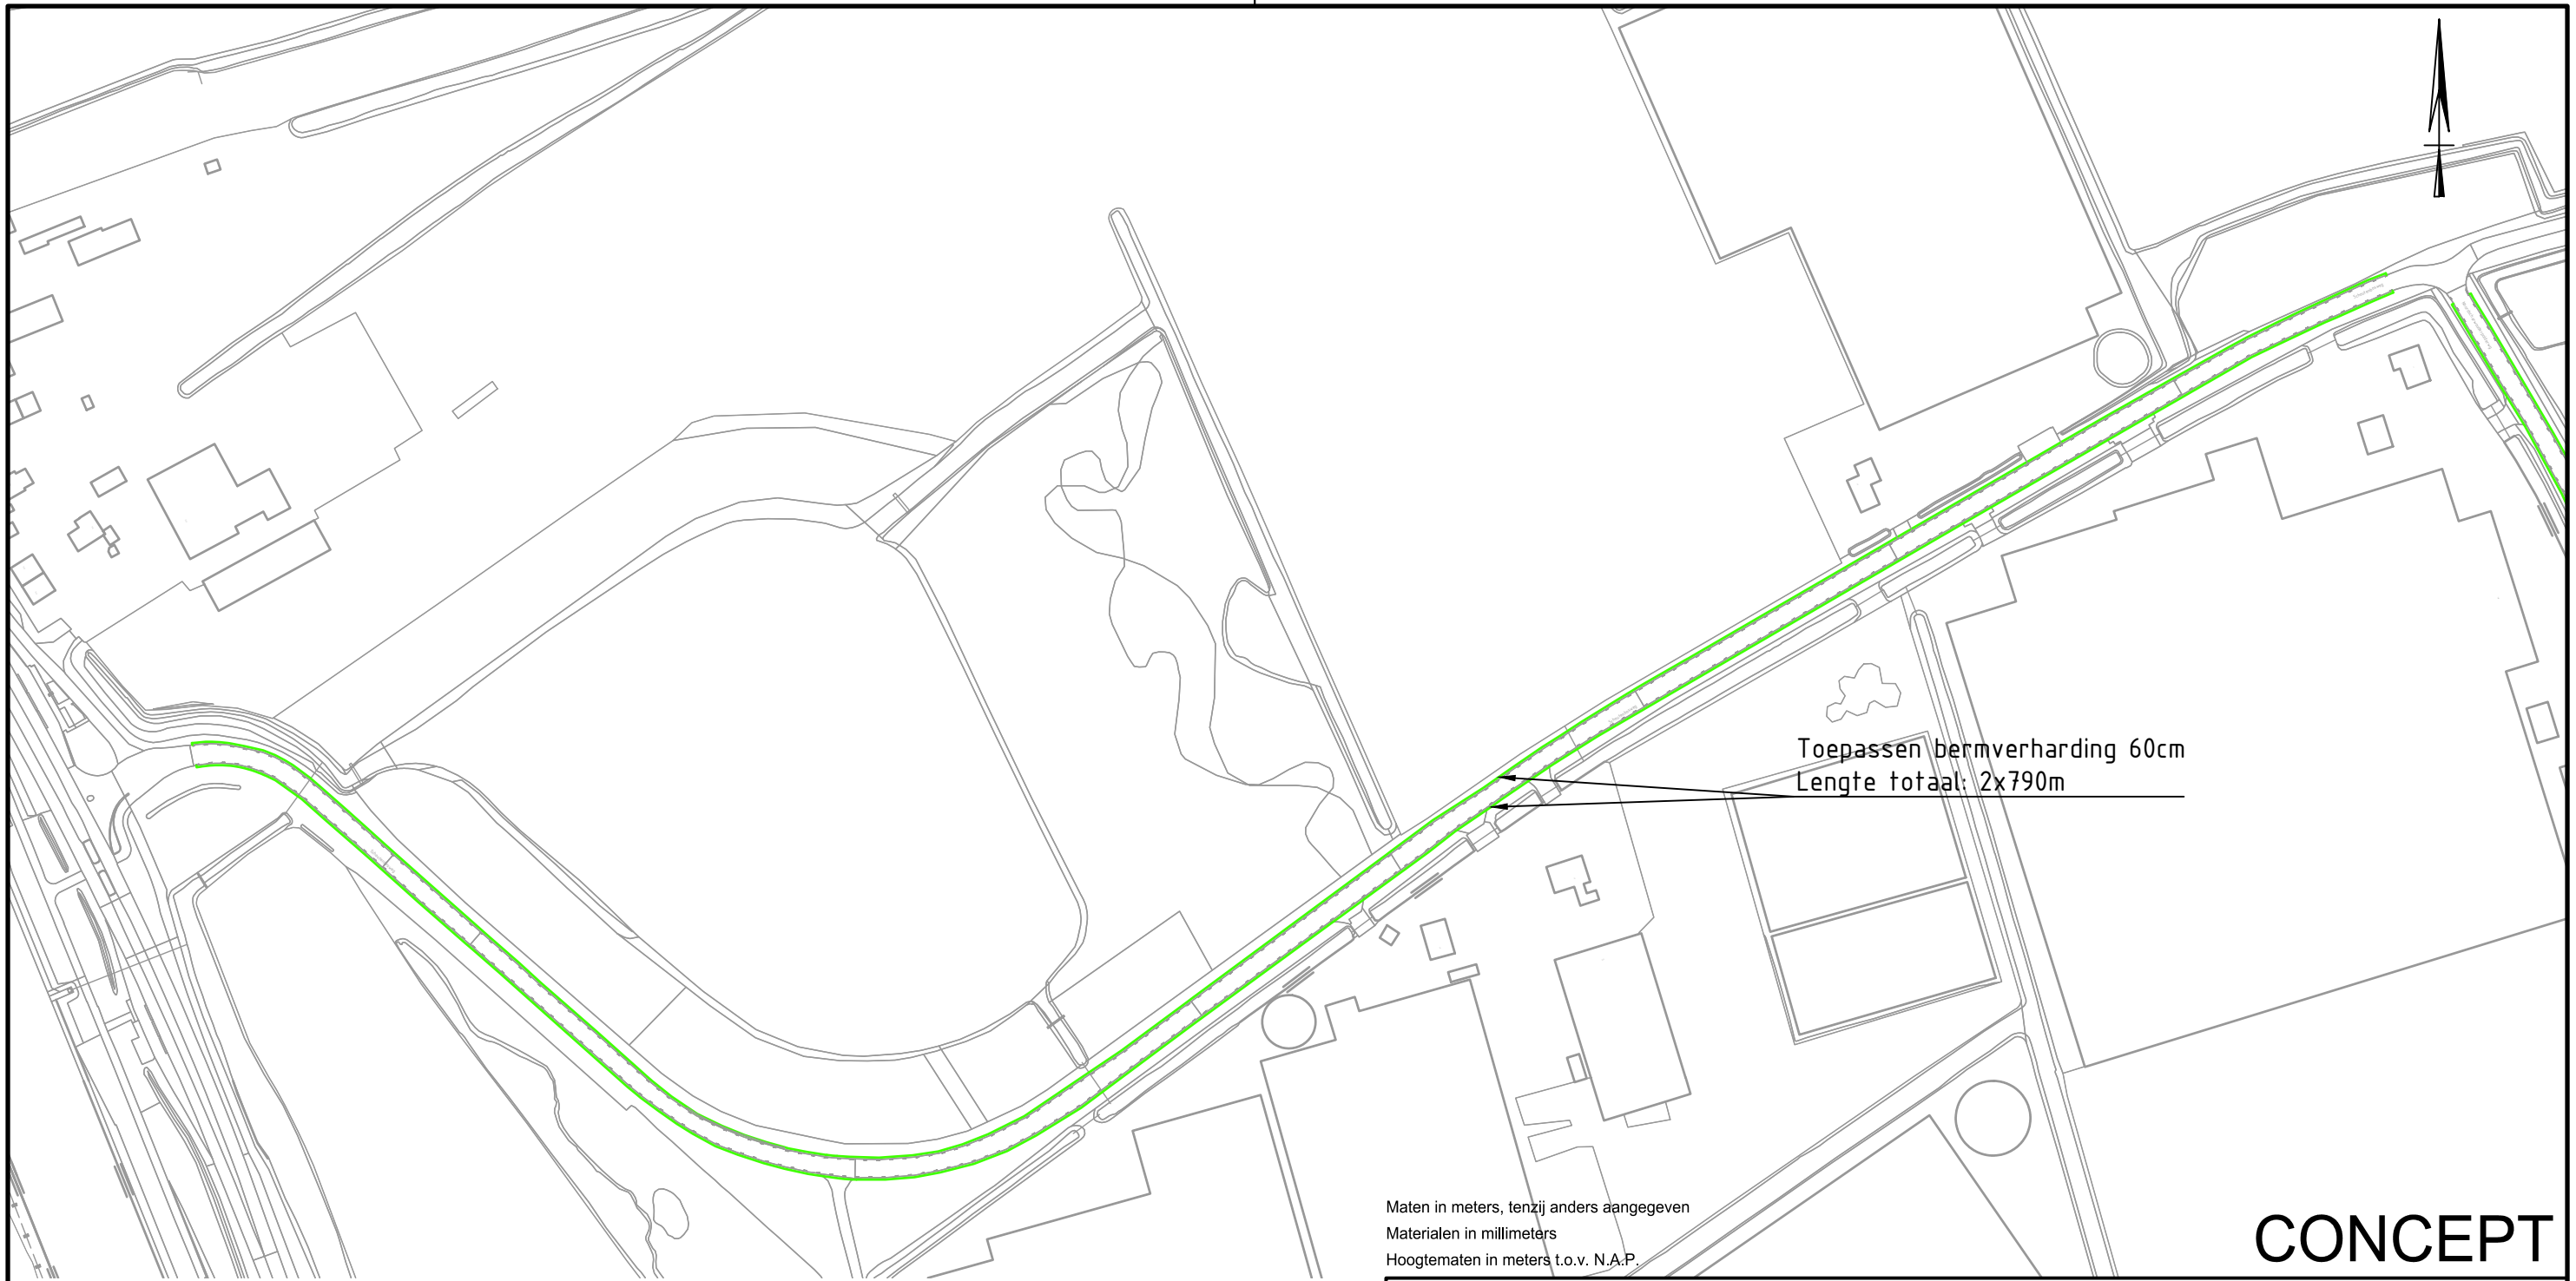 Toepassen bermverharding 60cm
Lengte totaal: 2x790m
Maten in meters, tenzij anders aangegeven
Materialen in millimeters
Hoogtematen in meters t.o.v. N.A.P.
CONCEPT